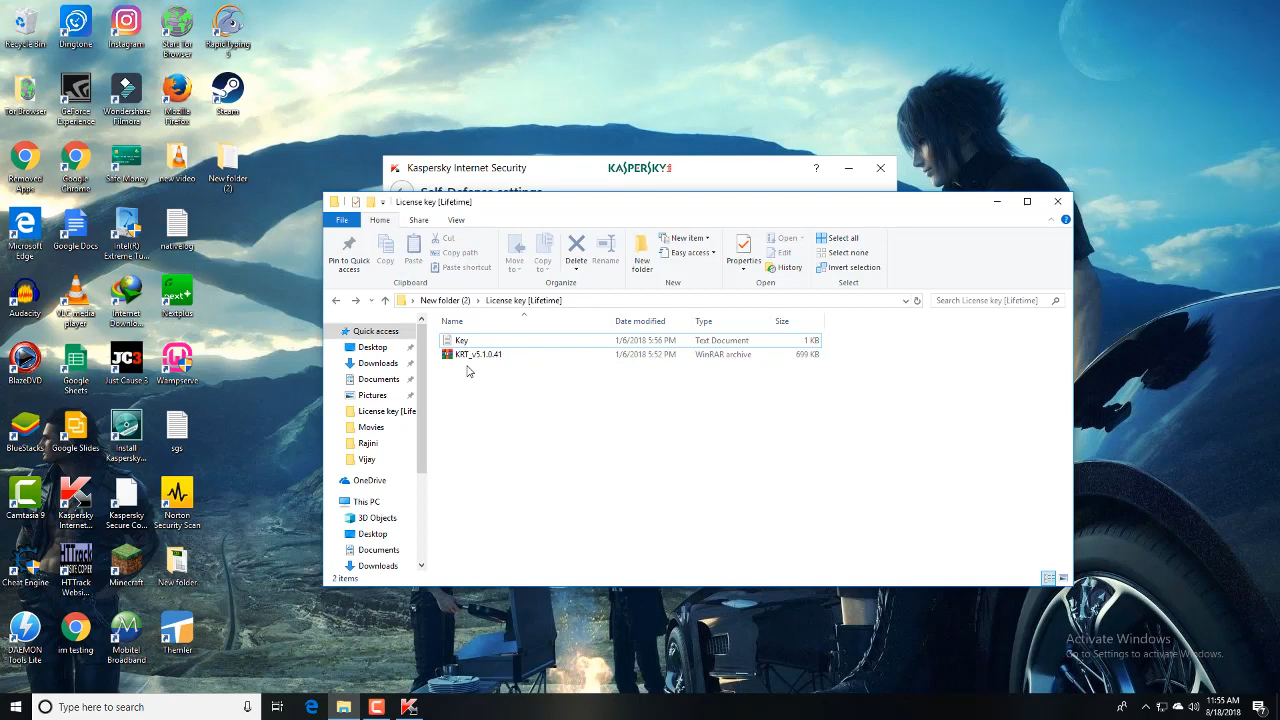 Recycle Bin
Dingtone
Instagram
Start Tor
Browser
RapidTyping
5
Tor Browser
GeForce
Experience
Wondershare
Filmora
Mozilla
Firefox
Steam
Removed
Apps
Google
Chrome
Safe Money
new video
New folder
(2)
Microsoft
Edge
Google Docs
Intel(R)
Extreme Tu...
nativelog
Audacity
VLC media
player
Internet
Downlo...
Nextplus
BlazeDVD
Google
Sheets
Just Cause 3
Wampserve
BlueStacks
Google Slides
Install
Kaspersky...
sgs
Camtasia 9
Kaspersky
Internet...
Kaspersky
Secure Co...
Norton
Security Scan
Cheat Engine
HTTrack
Websi...
Minecraft
New folder
DAEMON
Tools Lite
im testing
Mobitel
Broadband
Themler
Kaspersky Internet Security
KASPERSKY
Self-Defense settings
License key [Lifetime]
File
Home
Share
View
Pin to Quick
access
Copy
Paste
Cut
Copy path
Paste shortcut
Clipboard
Move
to
Copy
to
Delete
Rename
Organize
New
folder
New item
Easy access
New
Properties
Open
Edit
History
Open
Select all
Select none
Invert selection
Select
New folder (2) › License key [Lifetime]
Search License key [Lifetime]
Name
Date modified
Type
Size
Key
1/6/2018 5:56 PM
Text Document
1 KB
KRT_v5.1.0.41
1/6/2018 5:52 PM
WinRAR archive
699 KB
Quick access
Desktop
Downloads
Documents
Pictures
License key [Life
Movies
Rajini
Vijay
OneDrive
This PC
3D Objects
Desktop
Documents
Downloads
2 items
Activate Windows
Go to Settings to activate Windows.
Type here to search
11:55 AM
8/18/2018